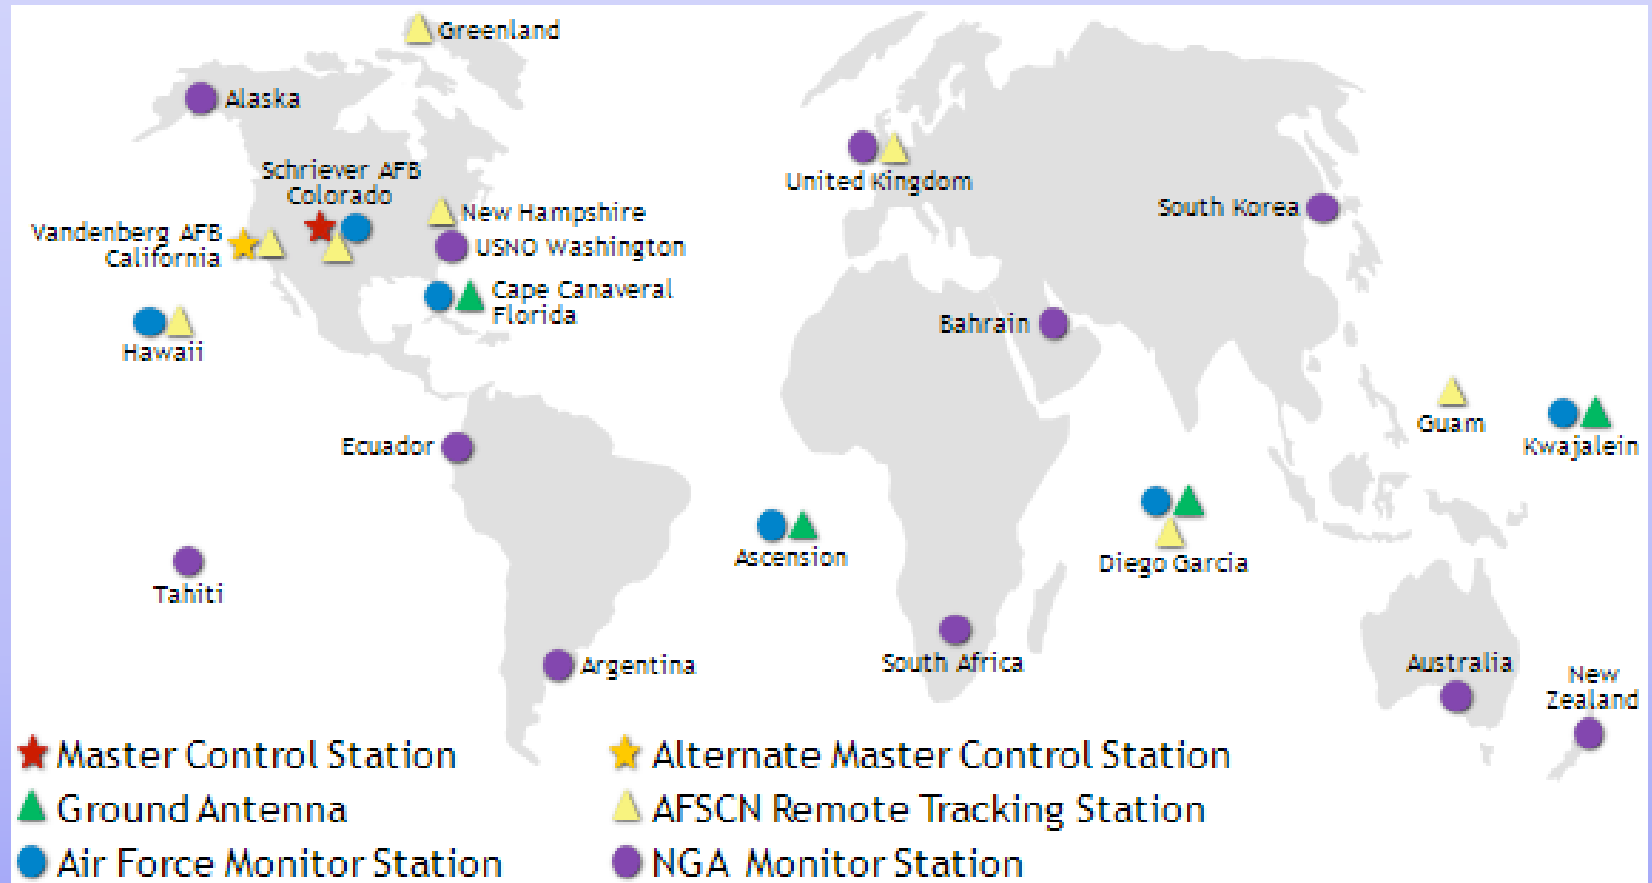 Greenland
Alaska
Schriever AFB
Colorado
United Kingdom
South Korea
New Hampshire
Vandenberg AFB
California
USNO Washington
Cape Canaveral
Florida
Bahrain
Hawaii
Guam
Kwajalein
Ecuador
Ascension
Diego Garcia
Tahiti
South Africa
Argentina
Australia
New
Zealand
Master Control Station
Alternate Master Control Station
Ground Antenna
AFSCN Remote Tracking Station
Air Force Monitor Station
NGA Monitor Station